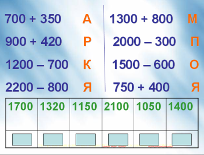 700 + 350 А 1300 + 800 М
900 + 420 Р 2000 – 300 П
1200 – 700 К 1500 – 600 О
2200 – 800 Я 750 + 400 Я
1700 1320 1150 2100 1050 1400